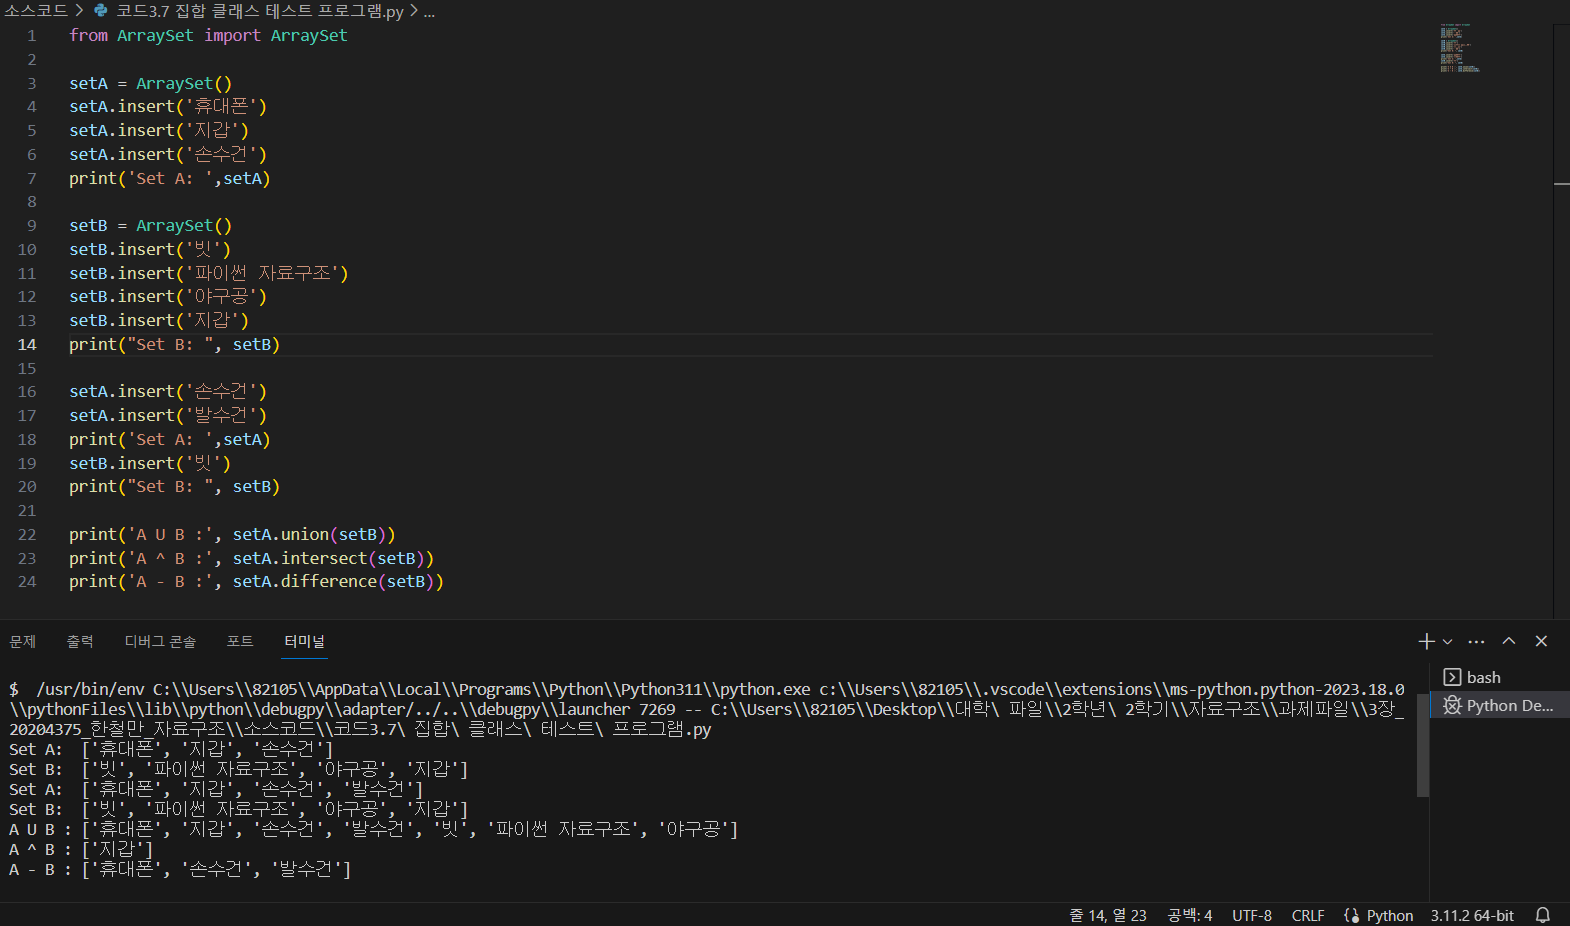 소스코드 > 코드3.7 집합 클래스 테스트 프로그램.py > ...
1 from ArraySet import ArraySet
2
3 setA = ArraySet()
4 setA.insert('휴대폰')
5 setA.insert('지갑')
6 setA.insert('손수건')
7 print('Set A: ',setA)
8
9 setB = ArraySet()
10 setB.insert('빗')
11 setB.insert('파이썬 자료구조')
12 setB.insert('야구공')
13 setB.insert('지갑')
14 print("Set B: ", setB)
15
16 setA.insert('손수건')
17 setA.insert('발수건')
18 print('Set A: ',setA)
19 setB.insert('빗')
20 print("Set B: ", setB)
21
22 print('A U B :', setA.union(setB))
23 print('A ^ B :', setA.intersect(setB))
24 print('A - B :', setA.difference(setB))
문제 출력 디버그 콘솔 포트 터미널
$  /usr/bin/env C:\\Users\\82105\\AppData\\Local\\Programs\\Python\\Python311\\python.exe c:\\Users\\82105\\.vscode\\extensions\\ms-python.python-2023.18.0
\\pythonFiles\\lib\\python\\debugpy\\adapter/../..\\debugpy\\launcher 7269 -- C:\\Users\\82105\\Desktop\\대학\ 파일\\2학년\ 2학기\\자료구조\\과제파일\\3장_
20204375_한철만_자료구조\\소스코드\\코드3.7\ 집합\ 클래스\ 테스트\ 프로그램.py
Set A:  ['휴대폰', '지갑', '손수건']
Set B:  ['빗', '파이썬 자료구조', '야구공', '지갑']
Set A:  ['휴대폰', '지갑', '손수건', '발수건']
Set B:  ['빗', '파이썬 자료구조', '야구공', '지갑']
A U B : ['휴대폰', '지갑', '손수건', '발수건', '빗', '파이썬 자료구조', '야구공']
A ^ B : ['지갑']
A - B : ['휴대폰', '손수건', '발수건']
bash
Python De...
줄 14, 열 23 공백: 4 UTF-8 CRLF Python 3.11.2 64-bit